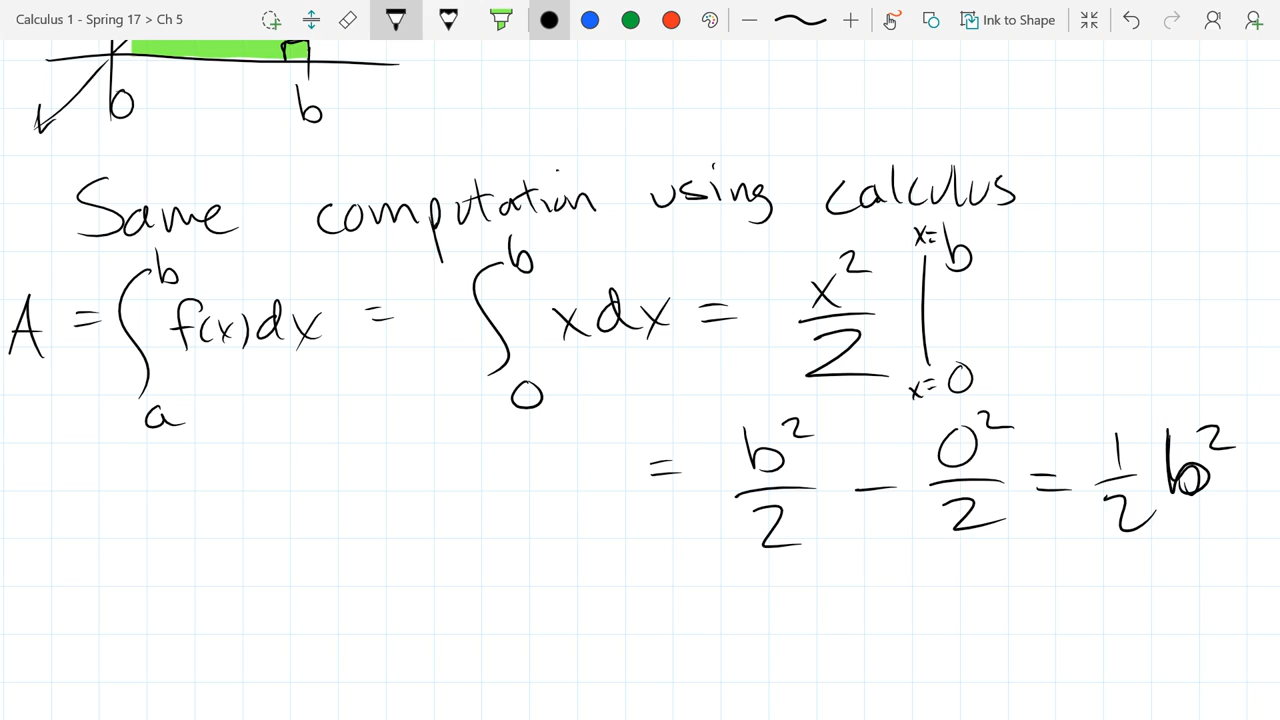 Calculus 1 - Spring 17 > Ch 5
Ink to Shape
0 b
Same computation using calculus
A = ∫_a^b f(x)dx = ∫_0^b xdx = x²/2 |_{x=0}^{x=b}
= b²/2 − 0²/2 = 1/2 b²